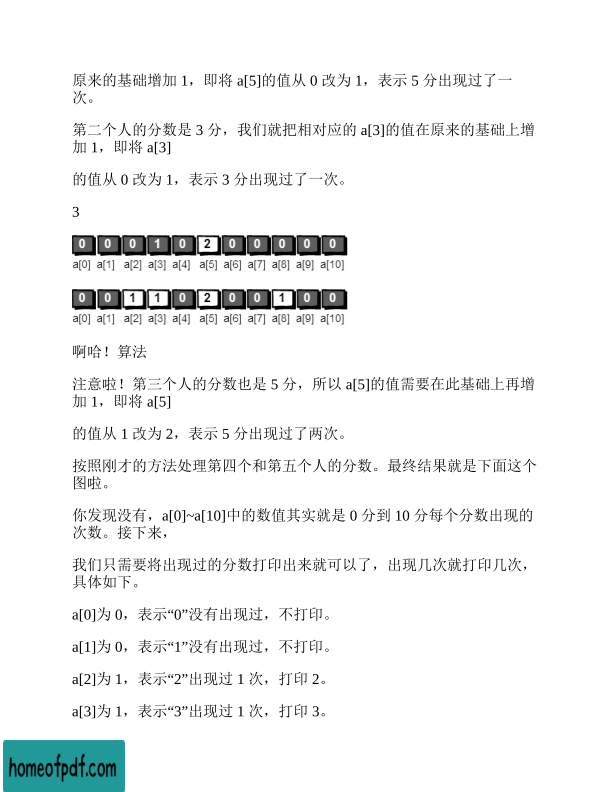 原来的基础增加 1，即将 a[5]的值从 0 改为 1，表示 5 分出现过了一
次。
第二个人的分数是 3 分，我们就把相对应的 a[3]的值在原来的基础上增
加 1，即将 a[3]
的值从 0 改为 1，表示 3 分出现过了一次。
3
0 0 0 1 0 2 0 0 0 0 0
a[0] a[1] a[2] a[3] a[4] a[5] a[6] a[7] a[8] a[9] a[10]
0 0 1 1 0 2 0 0 1 0 0
a[0] a[1] a[2] a[3] a[4] a[5] a[6] a[7] a[8] a[9] a[10]
啊哈！算法
注意啦！第三个人的分数也是 5 分，所以 a[5]的值需要在此基础上再增
加 1，即将 a[5]
的值从 1 改为 2，表示 5 分出现过了两次。
按照刚才的方法处理第四个和第五个人的分数。最终结果就是下面这个
图啦。
你发现没有，a[0]~a[10]中的数值其实就是 0 分到 10 分每个分数出现的
次数。接下来，
我们只需要将出现过的分数打印出来就可以了，出现几次就打印几次，
具体如下。
a[0]为 0，表示“0”没有出现过，不打印。
a[1]为 0，表示“1”没有出现过，不打印。
a[2]为 1，表示“2”出现过 1 次，打印 2。
a[3]为 1，表示“3”出现过 1 次，打印 3。
homeofpdf.com